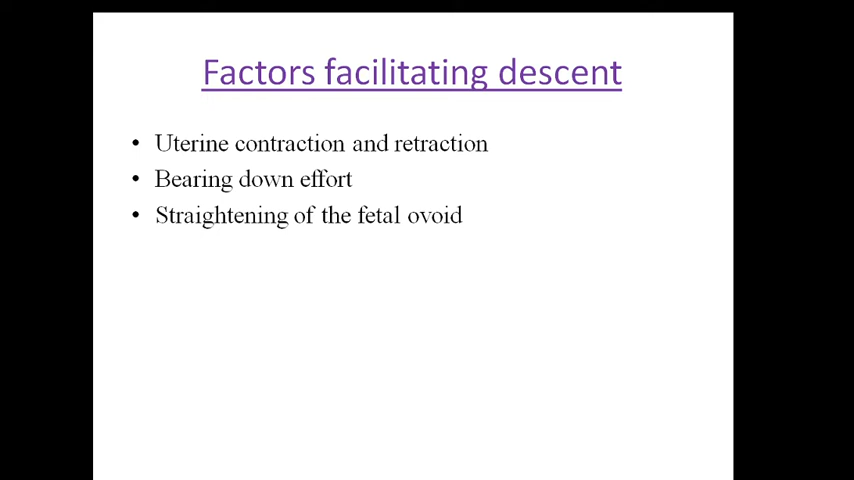 Factors facilitating descent
• Uterine contraction and retraction
• Bearing down effort
• Straightening of the fetal ovoid